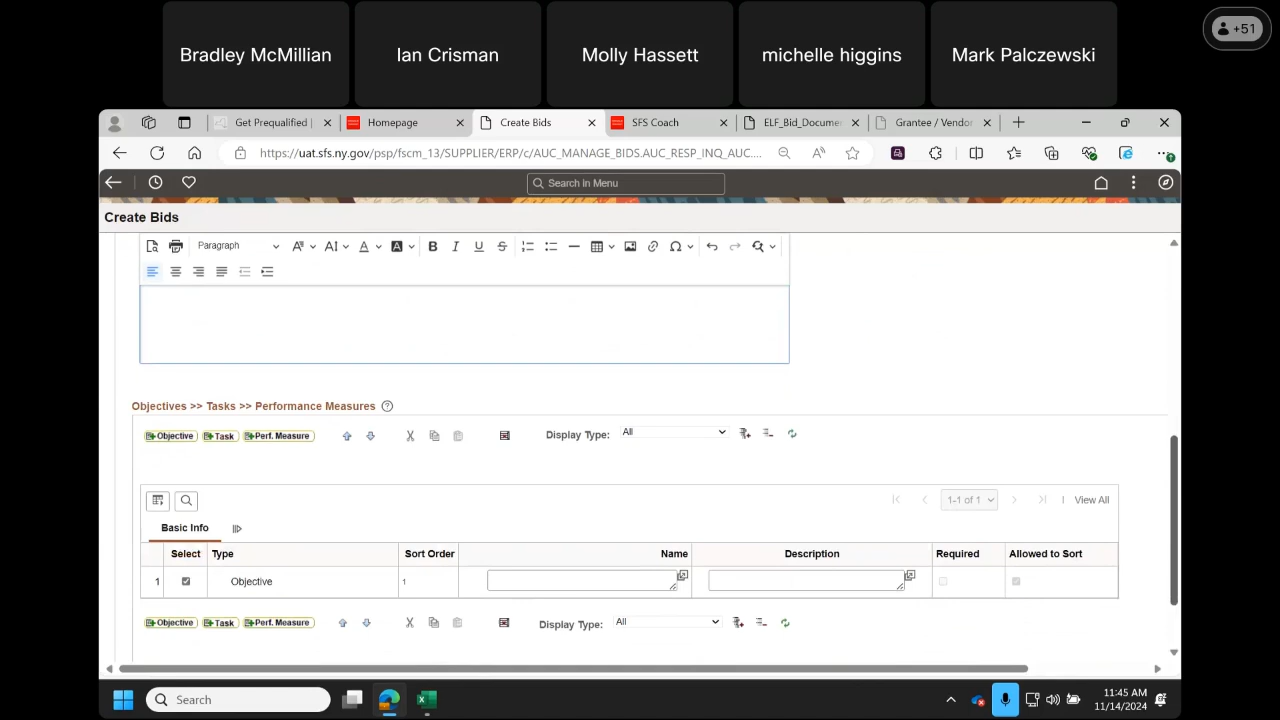 Bradley McMillian
Ian Crisman
Molly Hassett
michelle higgins
Mark Palczewski
+51
Get Prequalified |
Homepage
Create Bids
SFS Coach
ELF_Bid_Documen
Grantee / Vendor
https://uat.sfs.ny.gov/psp/fscm_13/SUPPLIER/ERP/c/AUC_MANAGE_BIDS.AUC_RESP_INQ_AUC....
Search in Menu
Create Bids
Paragraph
Objectives >> Tasks >> Performance Measures
Objective Task Perf. Measure Display Type: All
1-1 of 1 View All
Basic Info
Select Type Sort Order Name Description Required Allowed to Sort
1 Objective 1
Objective Task Perf. Measure Display Type: All
Search
11:45 AM
11/14/2024